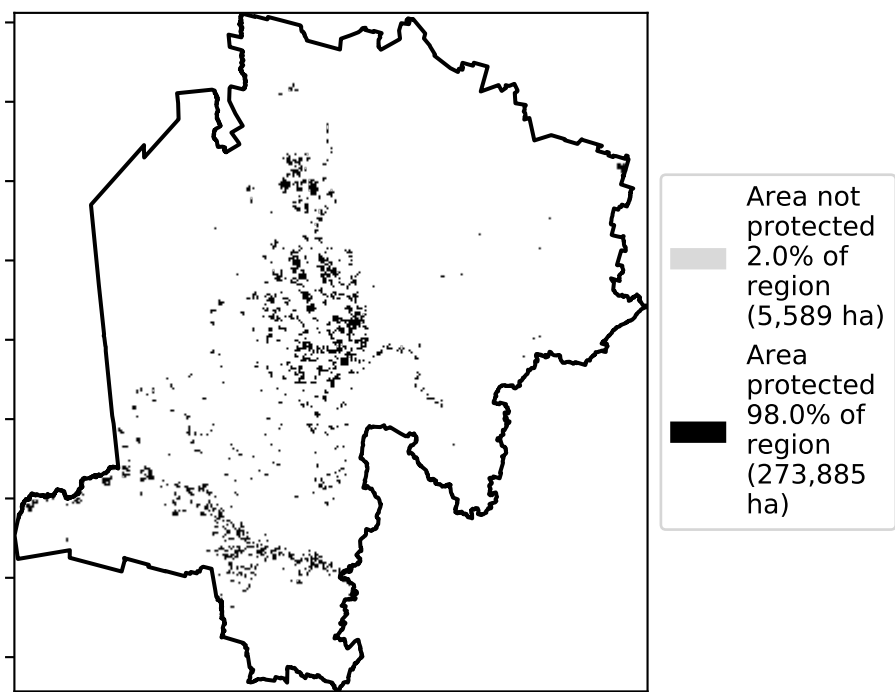 Area not
protected
2.0% of
region
(5,589 ha)
Area
protected
98.0% of
region
(273,885
ha)